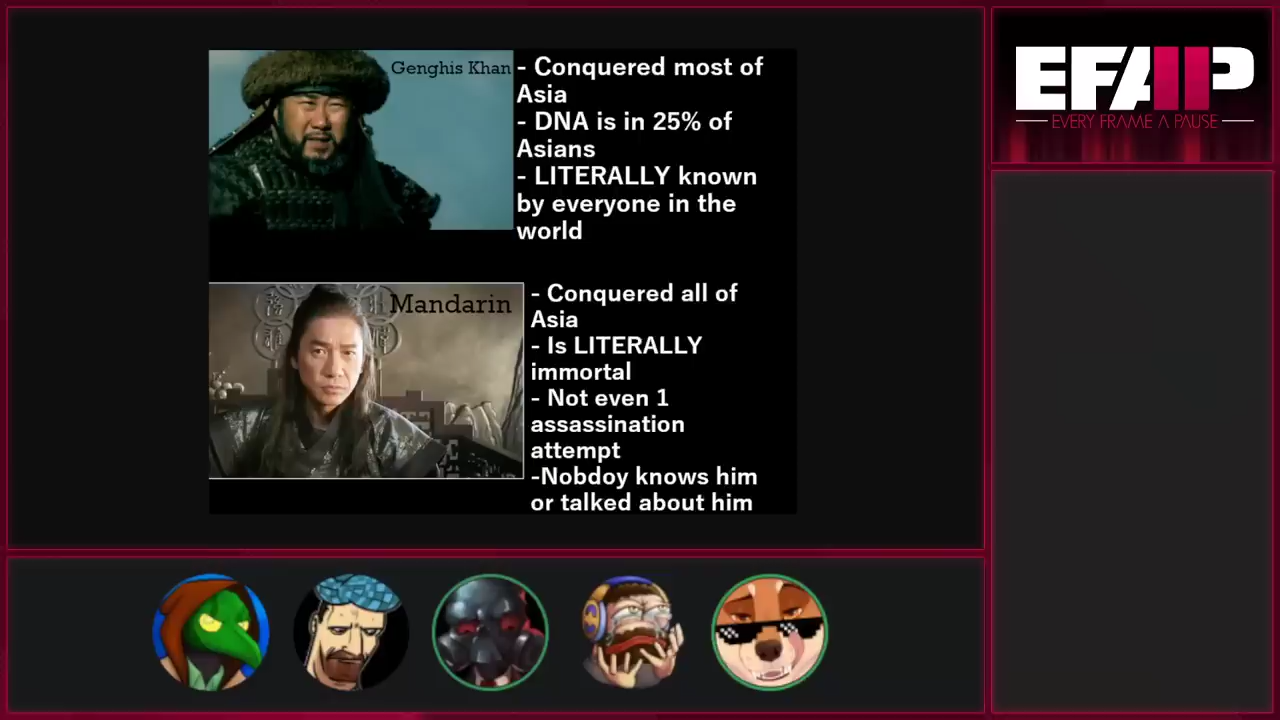 Genghis Khan
- Conquered most of
Asia
- DNA is in 25% of
Asians
- LITERALLY known
by everyone in the
world
Mandarin
- Conquered all of
Asia
- Is LITERALLY
immortal
- Not even 1
assassination
attempt
-Nobdoy knows him
or talked about him
EFAP
EVERY FRAME A PAUSE